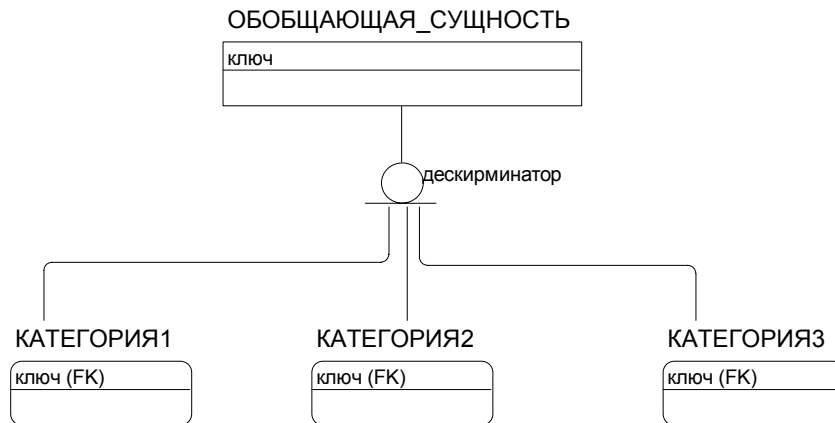 ОБОБЩАЮЩАЯ_СУЩНОСТЬ
ключ
дескирминатор
КАТЕГОРИЯ1
КАТЕГОРИЯ2
КАТЕГОРИЯ3
ключ (FK)
ключ (FK)
ключ (FK)